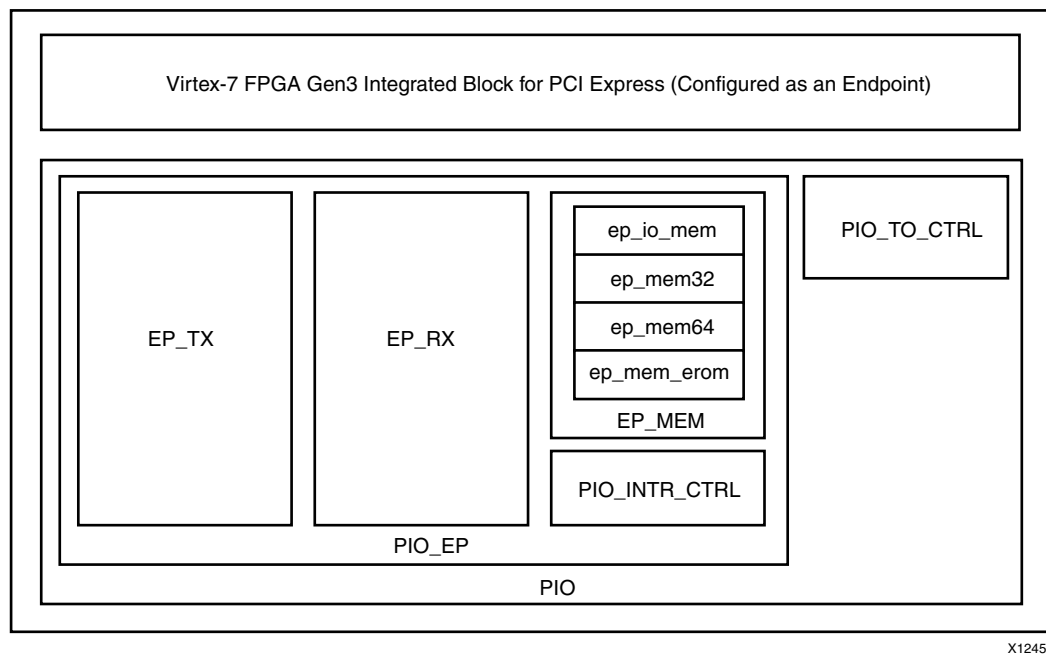 Virtex-7 FPGA Gen3 Integrated Block for PCI Express (Configured as an Endpoint)
EP_TX
EP_RX
ep_io_mem
ep_mem32
ep_mem64
ep_mem_erom
EP_MEM
PIO_INTR_CTRL
PIO_EP
PIO_TO_CTRL
PIO
X1245